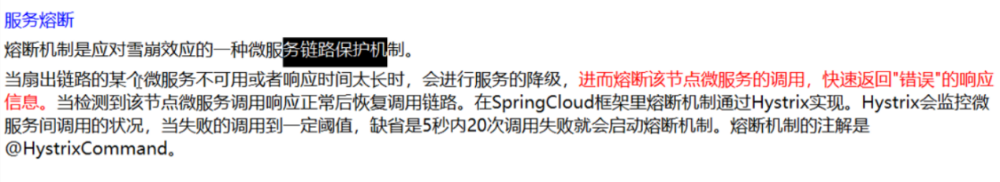 服务熔断
熔断机制是应对雪崩效应的一种微服务链路保护机制。
当扇出链路的某个微服务不可用或者响应时间太长时，会进行服务的降级，进而熔断该节点微服务的调用，快速返回"错误"的响应
信息。当检测到该节点微服务调用响应正常后恢复调用链路。在SpringCloud框架里熔断机制通过Hystrix实现。Hystrix会监控微
服务间调用的状况，当失败的调用到一定阈值，缺省是5秒内20次调用失败就会启动熔断机制。熔断机制的注解是
@HystrixCommand。